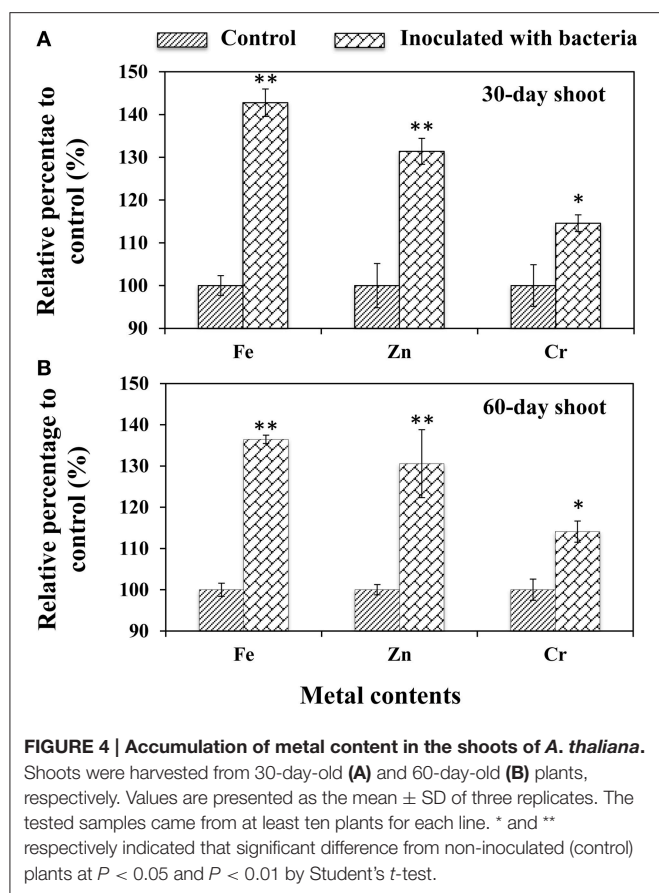 A Control Inoculated with bacteria
150
30-day shoot
**
140
**
130
120
*
110
100
90
Relative percentae to
control (%)
Fe Zn Cr
B
150
60-day shoot
140
**
**
130
120
*
110
100
90
Relative percentage to
control (%)
Fe Zn Cr
Metal contents
FIGURE 4 | Accumulation of metal content in the shoots of A. thaliana.
Shoots were harvested from 30-day-old (A) and 60-day-old (B) plants,
respectively. Values are presented as the mean ± SD of three replicates. The
tested samples came from at least ten plants for each line. * and **
respectively indicated that significant difference from non-inoculated (control)
plants at P < 0.05 and P < 0.01 by Student's t-test.